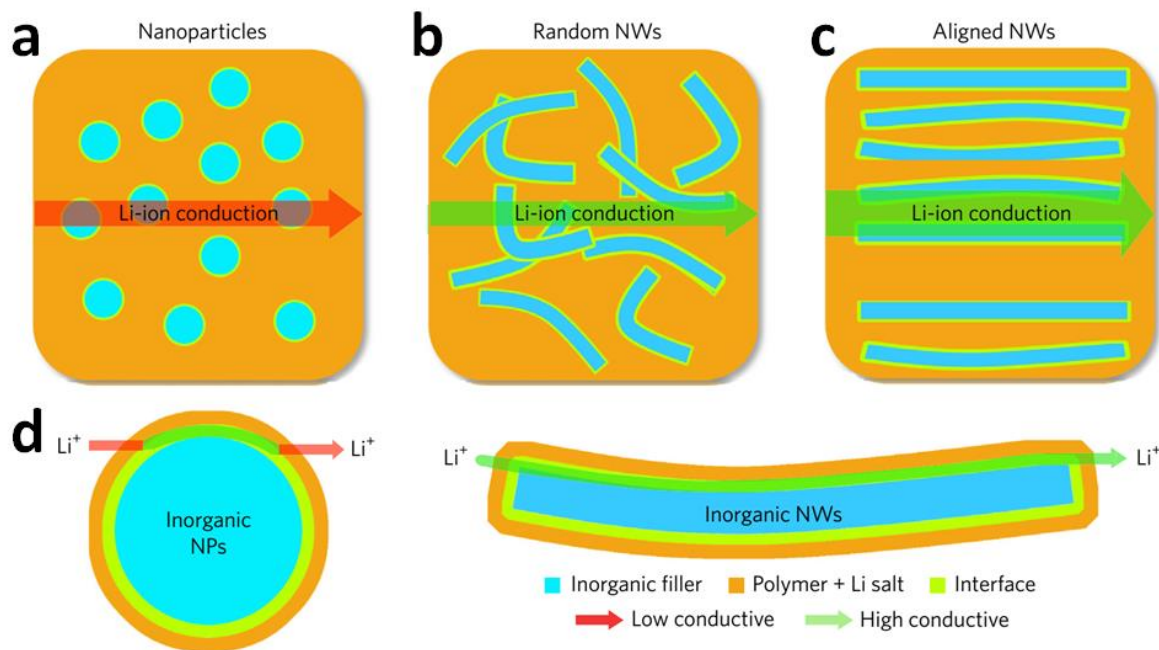 a
Nanoparticles
b
Random NWs
c
Aligned NWs
Li-ion conduction
Li-ion conduction
Li-ion conduction
d
Li⁺
Li⁺
Inorganic
NPs
Li⁺
Li⁺
Inorganic NWs
Inorganic filler
Polymer + Li salt
Interface
Low conductive
High conductive